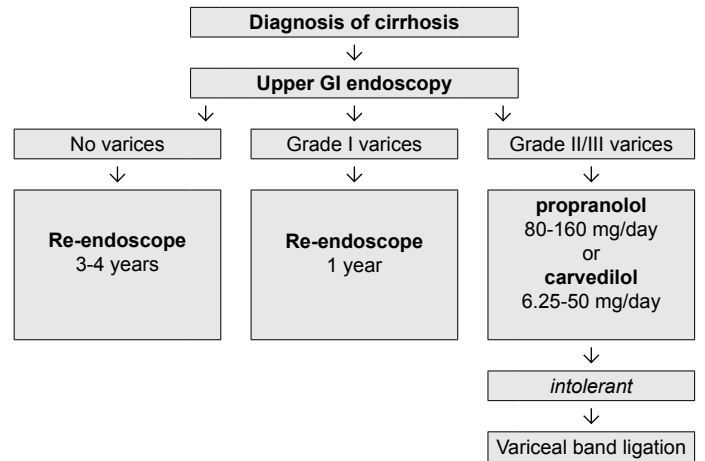 Diagnosis of cirrhosis
Upper GI endoscopy
No varices
Grade I varices
Grade II/III varices
Re-endoscope
3-4 years
Re-endoscope
1 year
propranolol
80-160 mg/day
or
carvedilol
6.25-50 mg/day
intolerant
Variceal band ligation